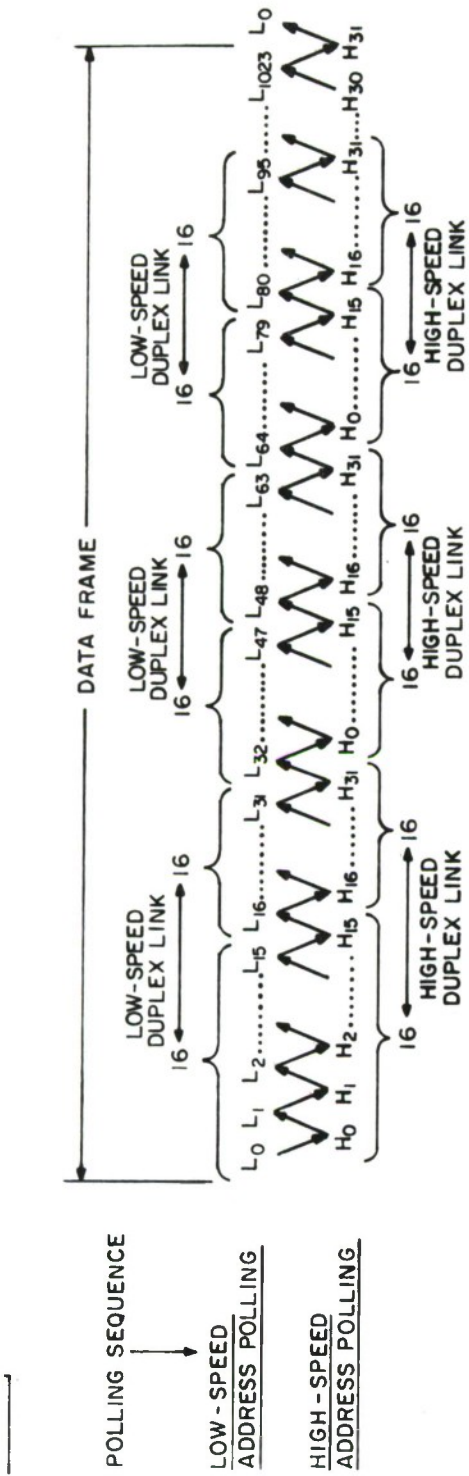 DATA FRAME
LOW-SPEED DUPLEX LINK LOW-SPEED DUPLEX LINK LOW-SPEED DUPLEX LINK
16 16 16 16 16 16
POLLING SEQUENCE
LOW-SPEED
ADDRESS POLLING
L0 L1 L2........L15 L16........L31 L32........L47 L48........L63 L64........L79 L80........L95........L1023 L0
HIGH-SPEED
ADDRESS POLLING
H0 H1 H2........H15 H16........H31 H0........H15 H16........H31 H0........H15 H16........H31....H30 H31
16 16 16 16 16 16
HIGH-SPEED DUPLEX LINK HIGH-SPEED DUPLEX LINK HIGH-SPEED DUPLEX LINK